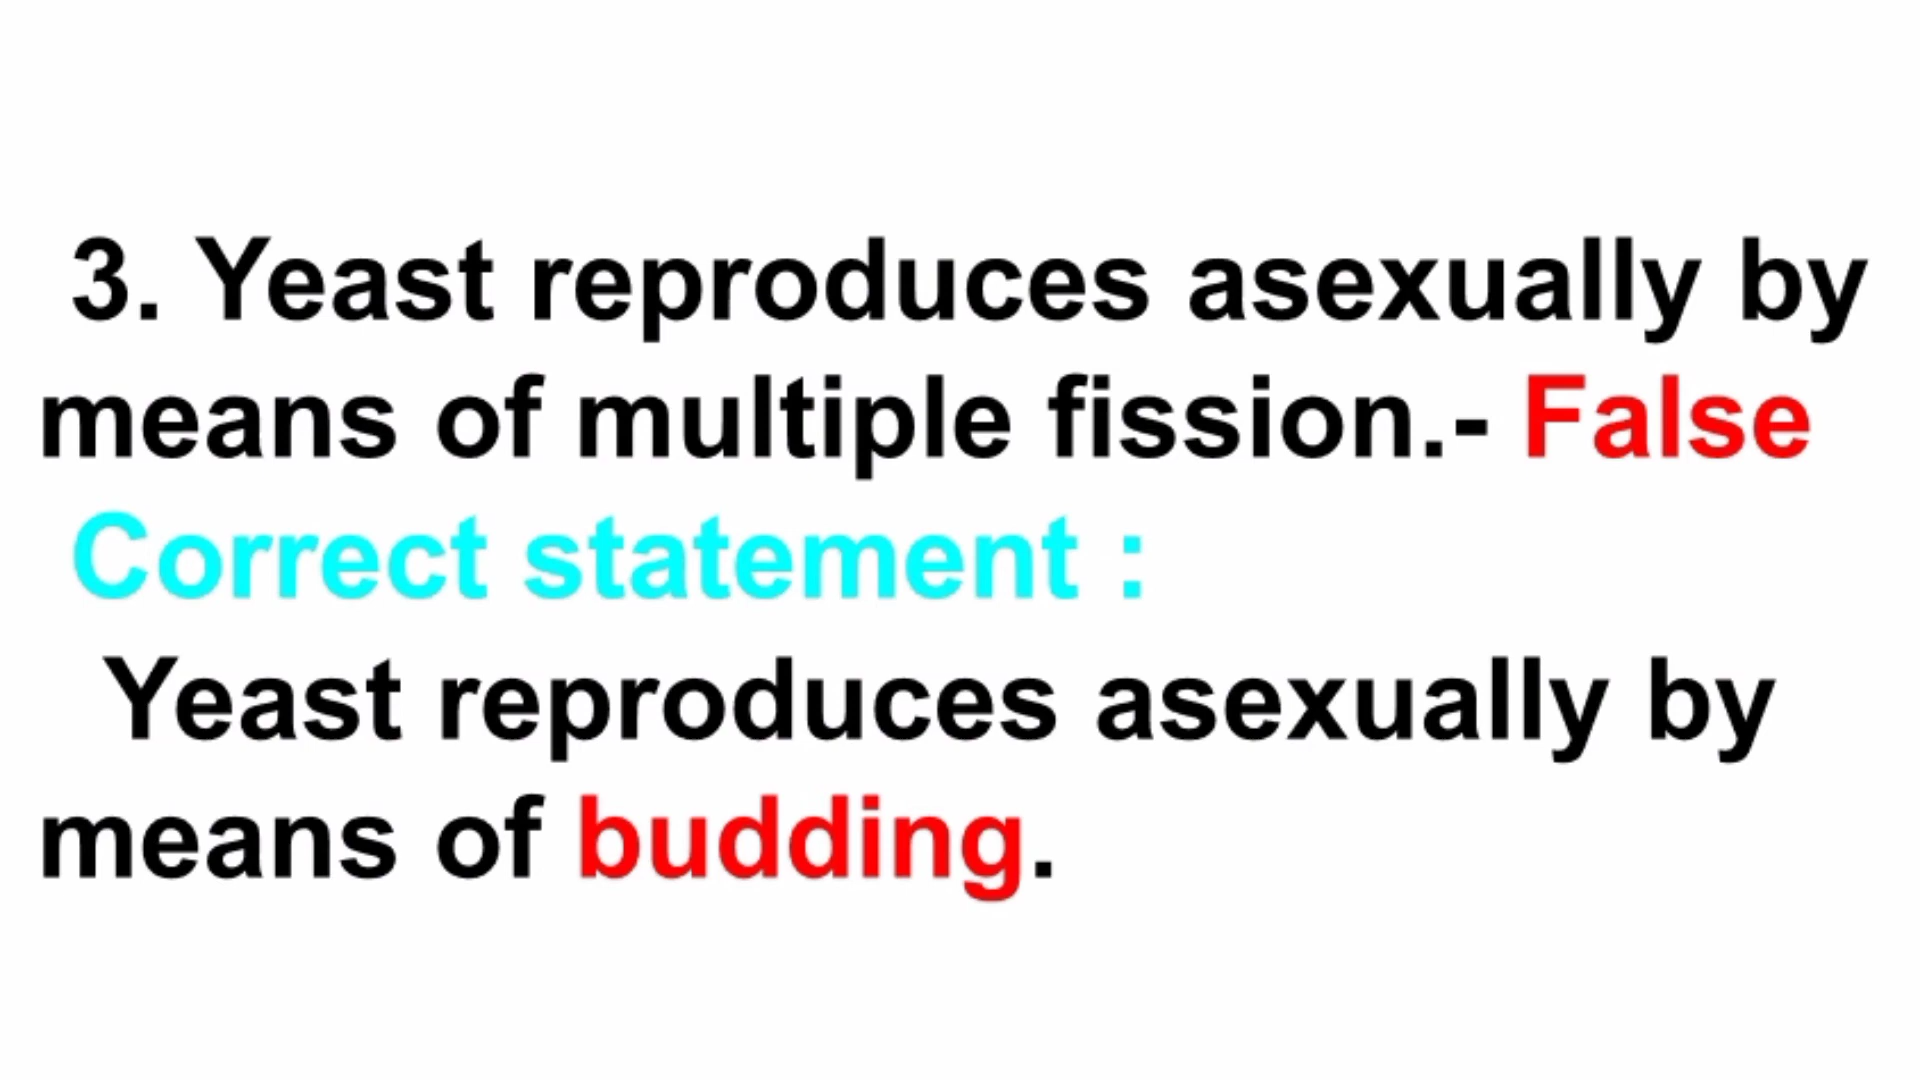 3. Yeast reproduces asexually by
means of multiple fission.- False
Correct statement :
Yeast reproduces asexually by
means of budding.